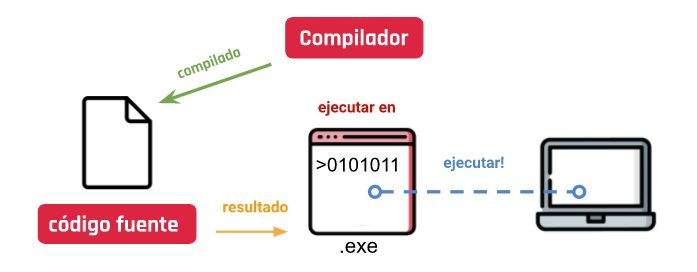 Compilador
compilado
ejecutar en
>0101011
ejecutar!
código fuente
resultado
.exe